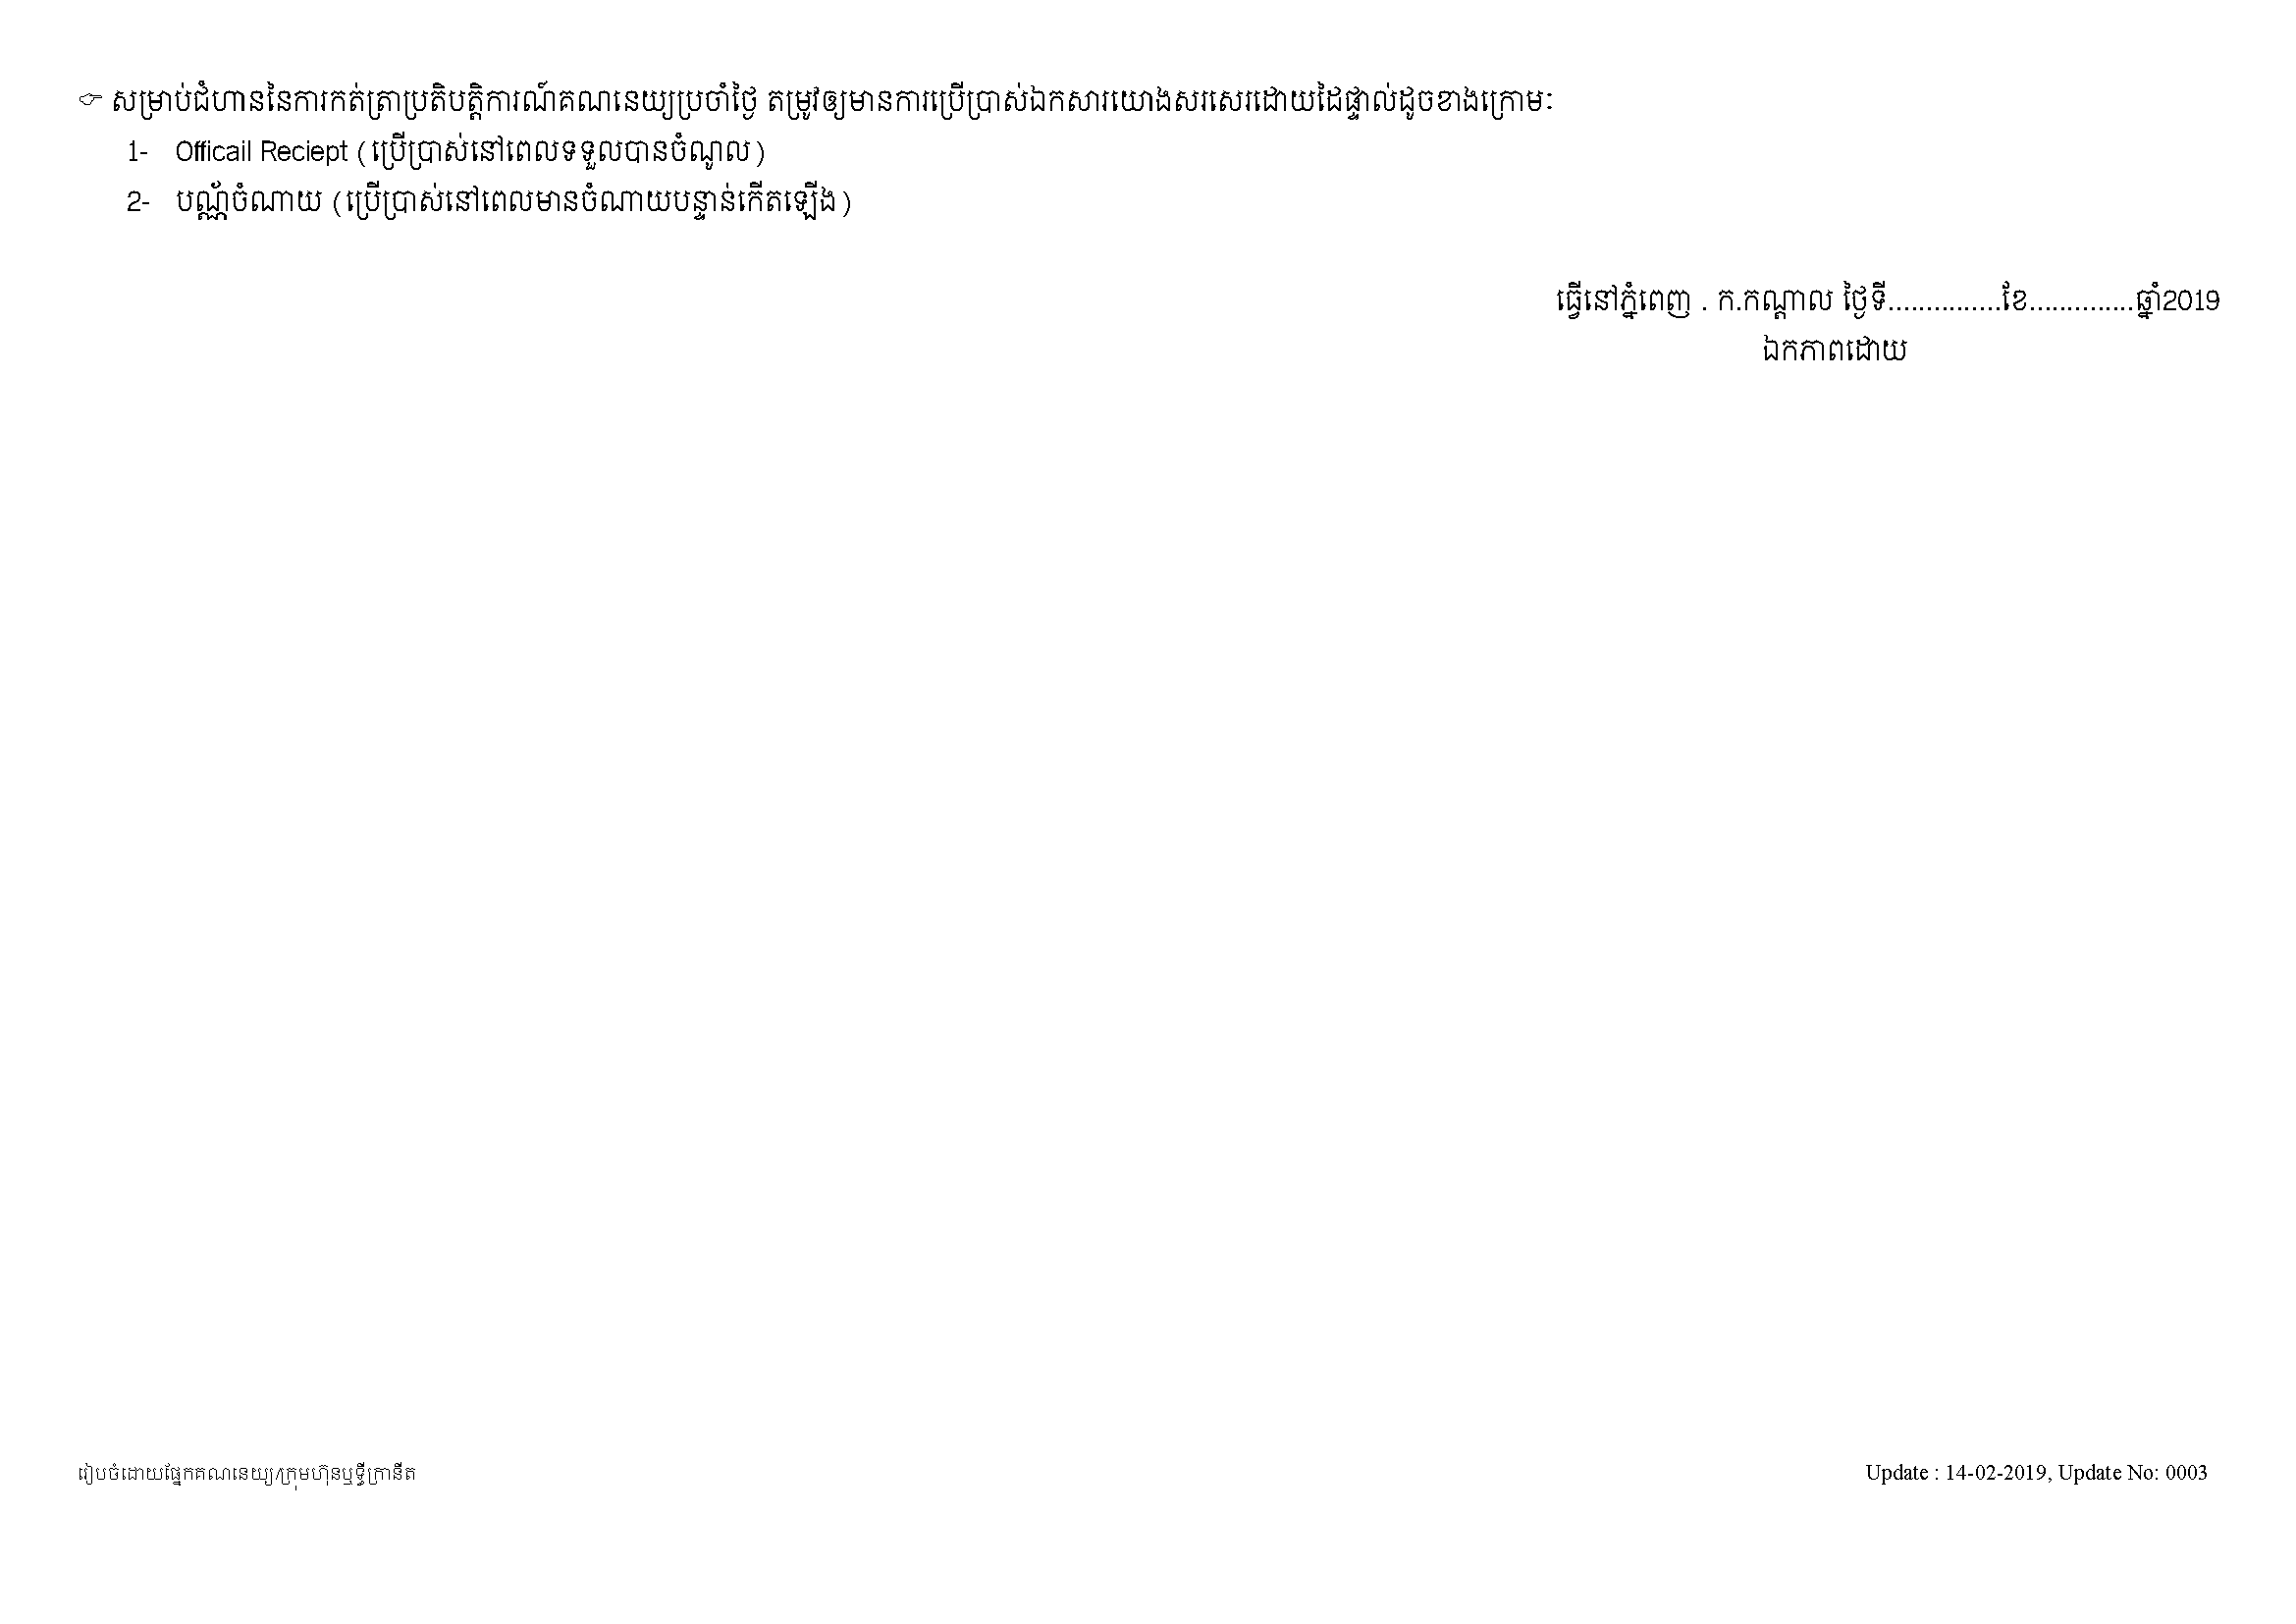 ☞ សម្រាប់ជំហាននៃការកត់ត្រាប្រតិបត្តិការណ៍គណនេយ្យប្រចាំថ្ងៃ តម្រូវឲ្យមានការប្រើប្រាស់ឯកសារយោងសរសេរដោយដៃផ្ទាល់ដូចខាងក្រោម:
1- Officail Reciept (ប្រើប្រាស់នៅពេលទទួលបានចំណូល)
2- បណ្ណ័ចំណាយ (ប្រើប្រាស់នៅពេលមានចំណាយបន្ទាន់កើតឡើង)
ធ្វើនៅភ្នំពេញ . ក.កណ្តាល ថ្ងៃទី...............ខែ..............ឆ្នាំ2019
ឯកភាពដោយ
រៀបចំដោយផ្នែកគណនេយ្យ/ក្រុមហ៊ុនឬទ្ធីក្រានីត
Update : 14-02-2019, Update No: 0003